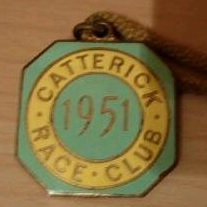 CATTERICK
1951
RACE · CLUB